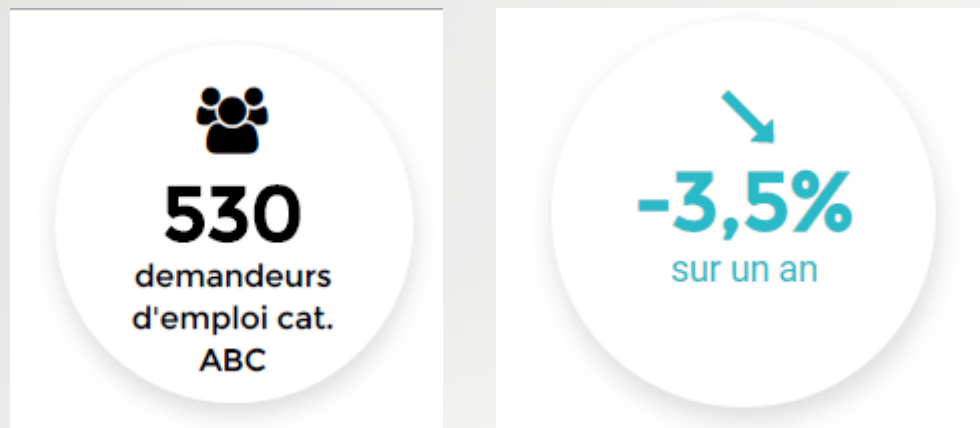 530
demandeurs
d'emploi cat.
ABC
-3,5%
sur un an